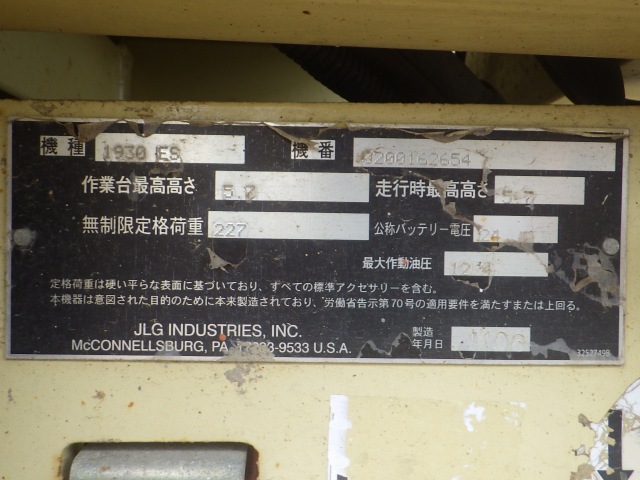 機種 1930 ES 機番 0200162654
作業台最高高さ 5.7 走行時最高高さ 5.7
無制限定格荷重 227 公称バッテリー電圧 24
最大作動油圧
定格荷重は硬い平らな表面に基づいており、すべての標準アクセサリーを含む。
本機器は意図された目的のために本来製造されており、労働省告示第70号の適用要件を満たすまたは上回る。
JLG INDUSTRIES, INC. 製造
McCONNELLSBURG, PA 17233-9533 U.S.A. 年月日 1106